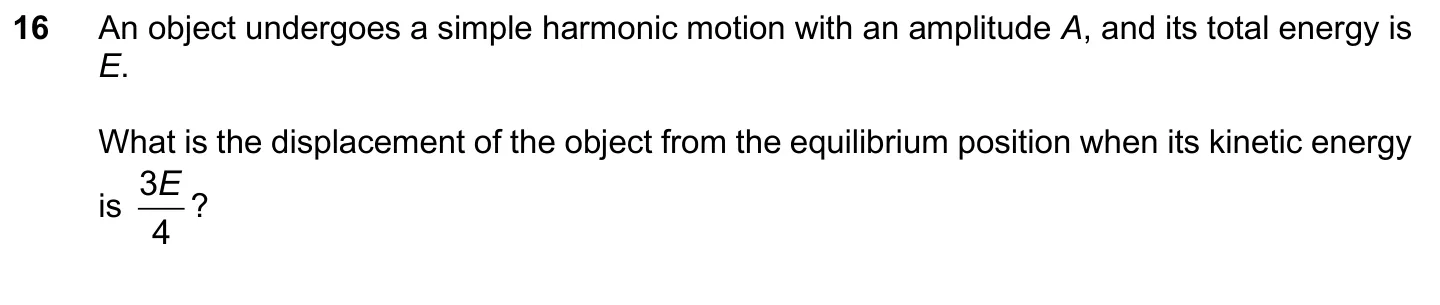 16 An object undergoes a simple harmonic motion with an amplitude A, and its total energy is
E.
What is the displacement of the object from the equilibrium position when its kinetic energy
is 3E/4?